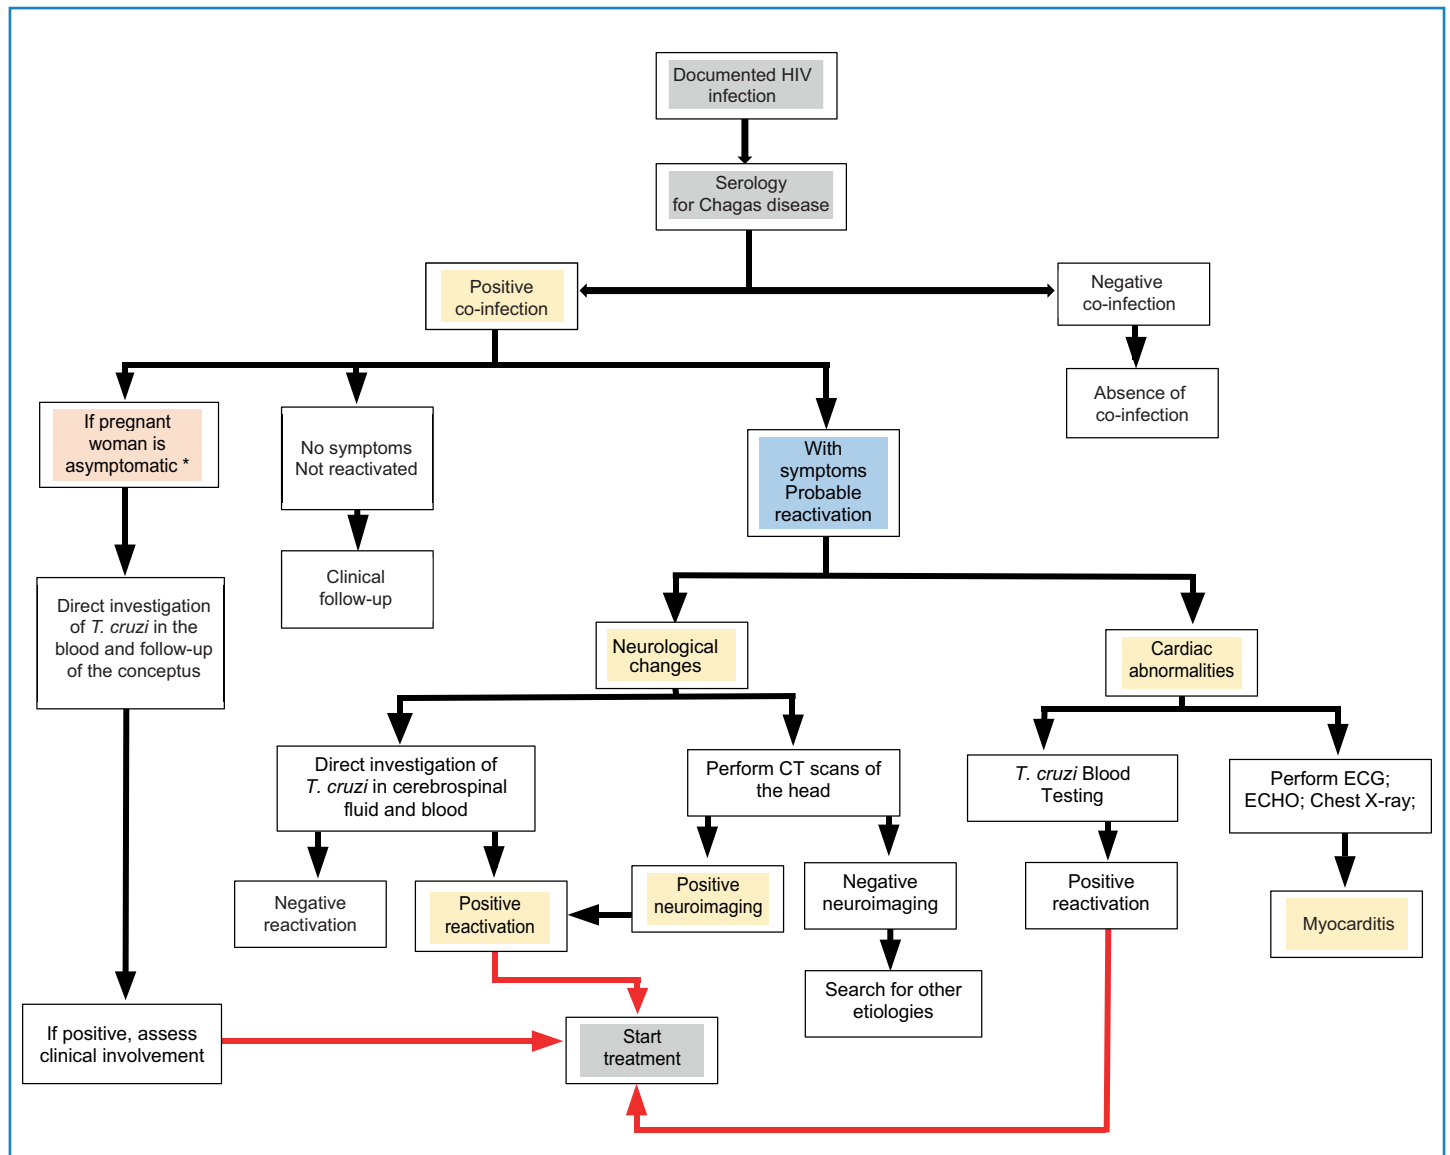 Documented HIV
infection
Serology
for Chagas disease
Positive
co-infection
Negative
co-infection
Absence of
co-infection
If pregnant
woman is
asymptomatic *
No symptoms
Not reactivated
With
symptoms
Probable
reactivation
Clinical
follow-up
Direct investigation
of T. cruzi in the
blood and follow-up
of the conceptus
Neurological
changes
Cardiac
abnormalities
Direct investigation of
T. cruzi in cerebrospinal
fluid and blood
Perform CT scans of
the head
T. cruzi Blood
Testing
Perform ECG;
ECHO; Chest X-ray;
Negative
reactivation
Positive
reactivation
Positive
neuroimaging
Negative
neuroimaging
Positive
reactivation
Myocarditis
Search for other
etiologies
If positive, assess
clinical involvement
Start
treatment